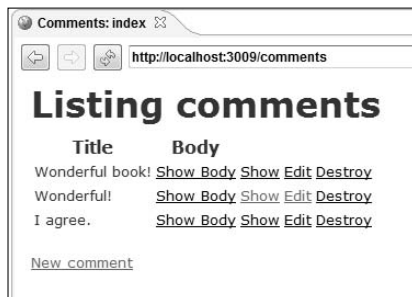 Comments: index
http://localhost:3009/comments
Listing comments
Title Body
Wonderful book! Show Body Show Edit Destroy
Wonderful! Show Body Show Edit Destroy
I agree. Show Body Show Edit Destroy
New comment